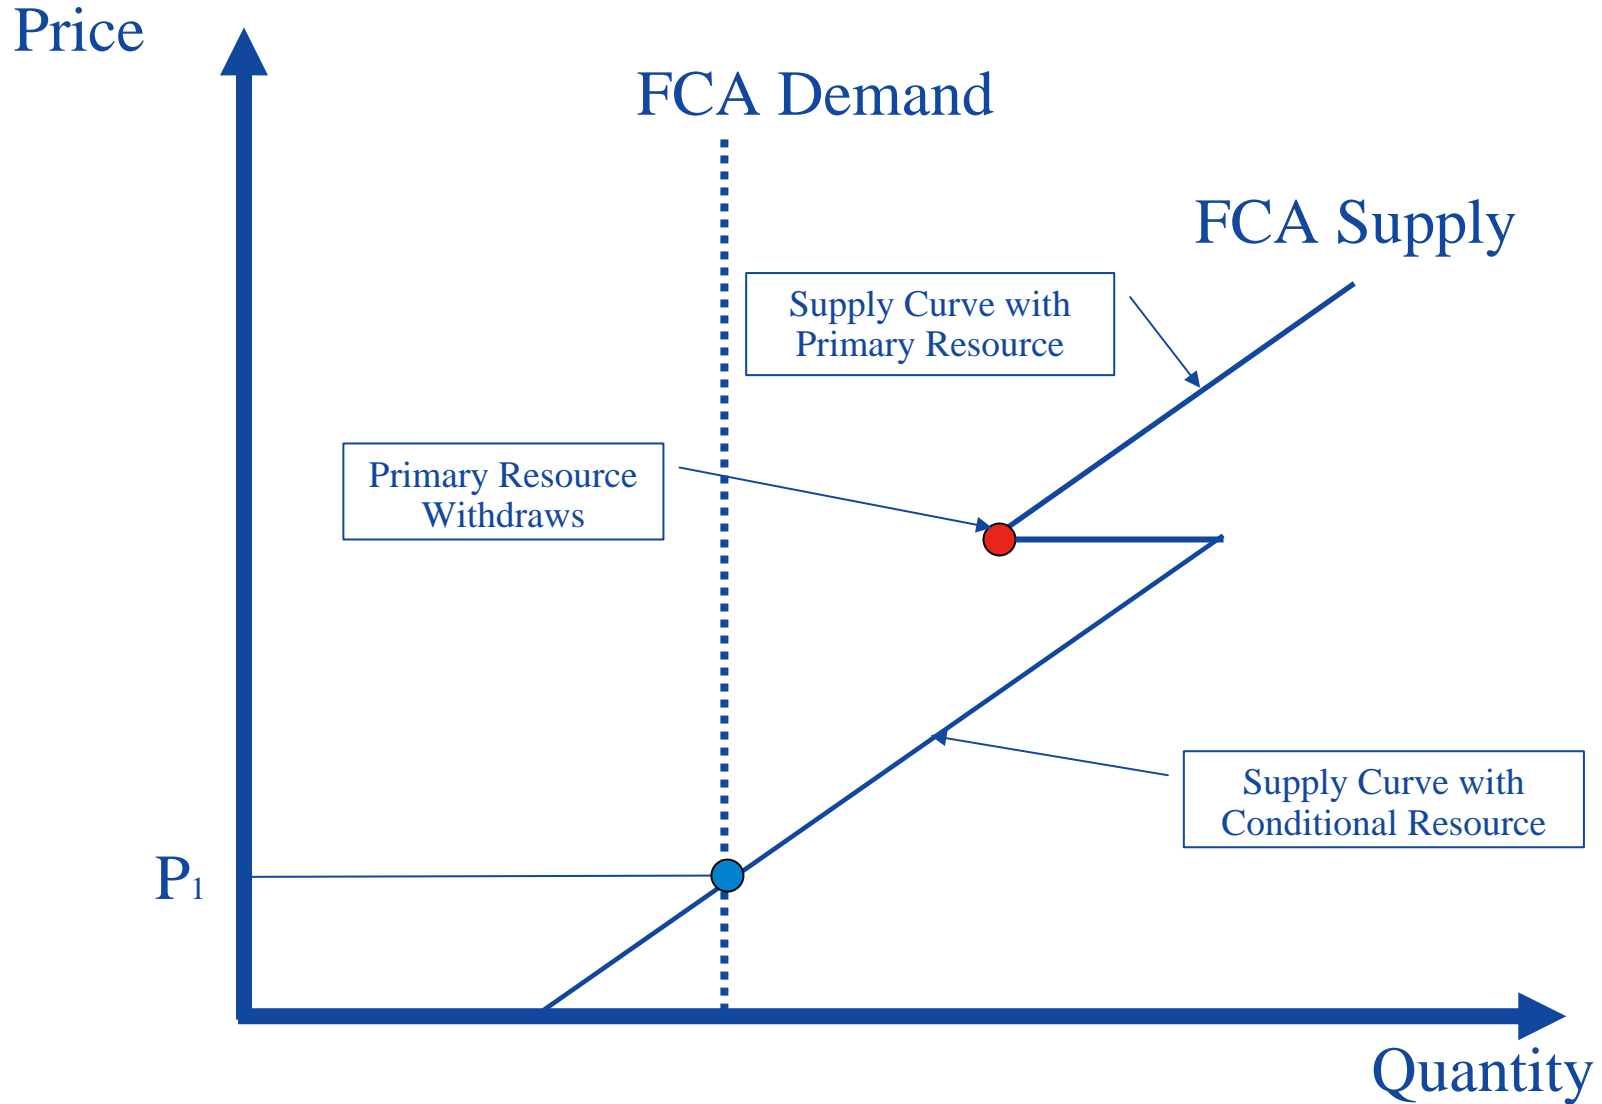 Price
FCA Demand
FCA Supply
Supply Curve with
Primary Resource
Primary Resource
Withdraws
Supply Curve with
Conditional Resource
P1
Quantity